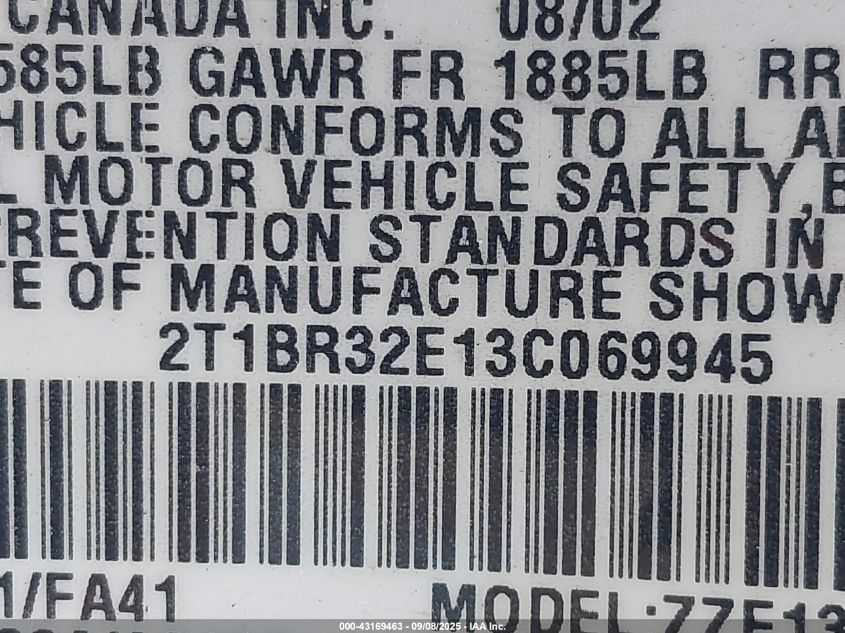 CANADA INC. 08/02
585LB GAWR FR 1885LB RR
HICLE CONFORMS TO ALL A
L MOTOR VEHICLE SAFETY,B
REVENTION STANDARDS IN
TE OF MANUFACTURE SHOW
2T1BR32E13C069945
1/FA41 MODEL:ZZE13
000-43169463 - 09/08/2025 - IAA Inc.